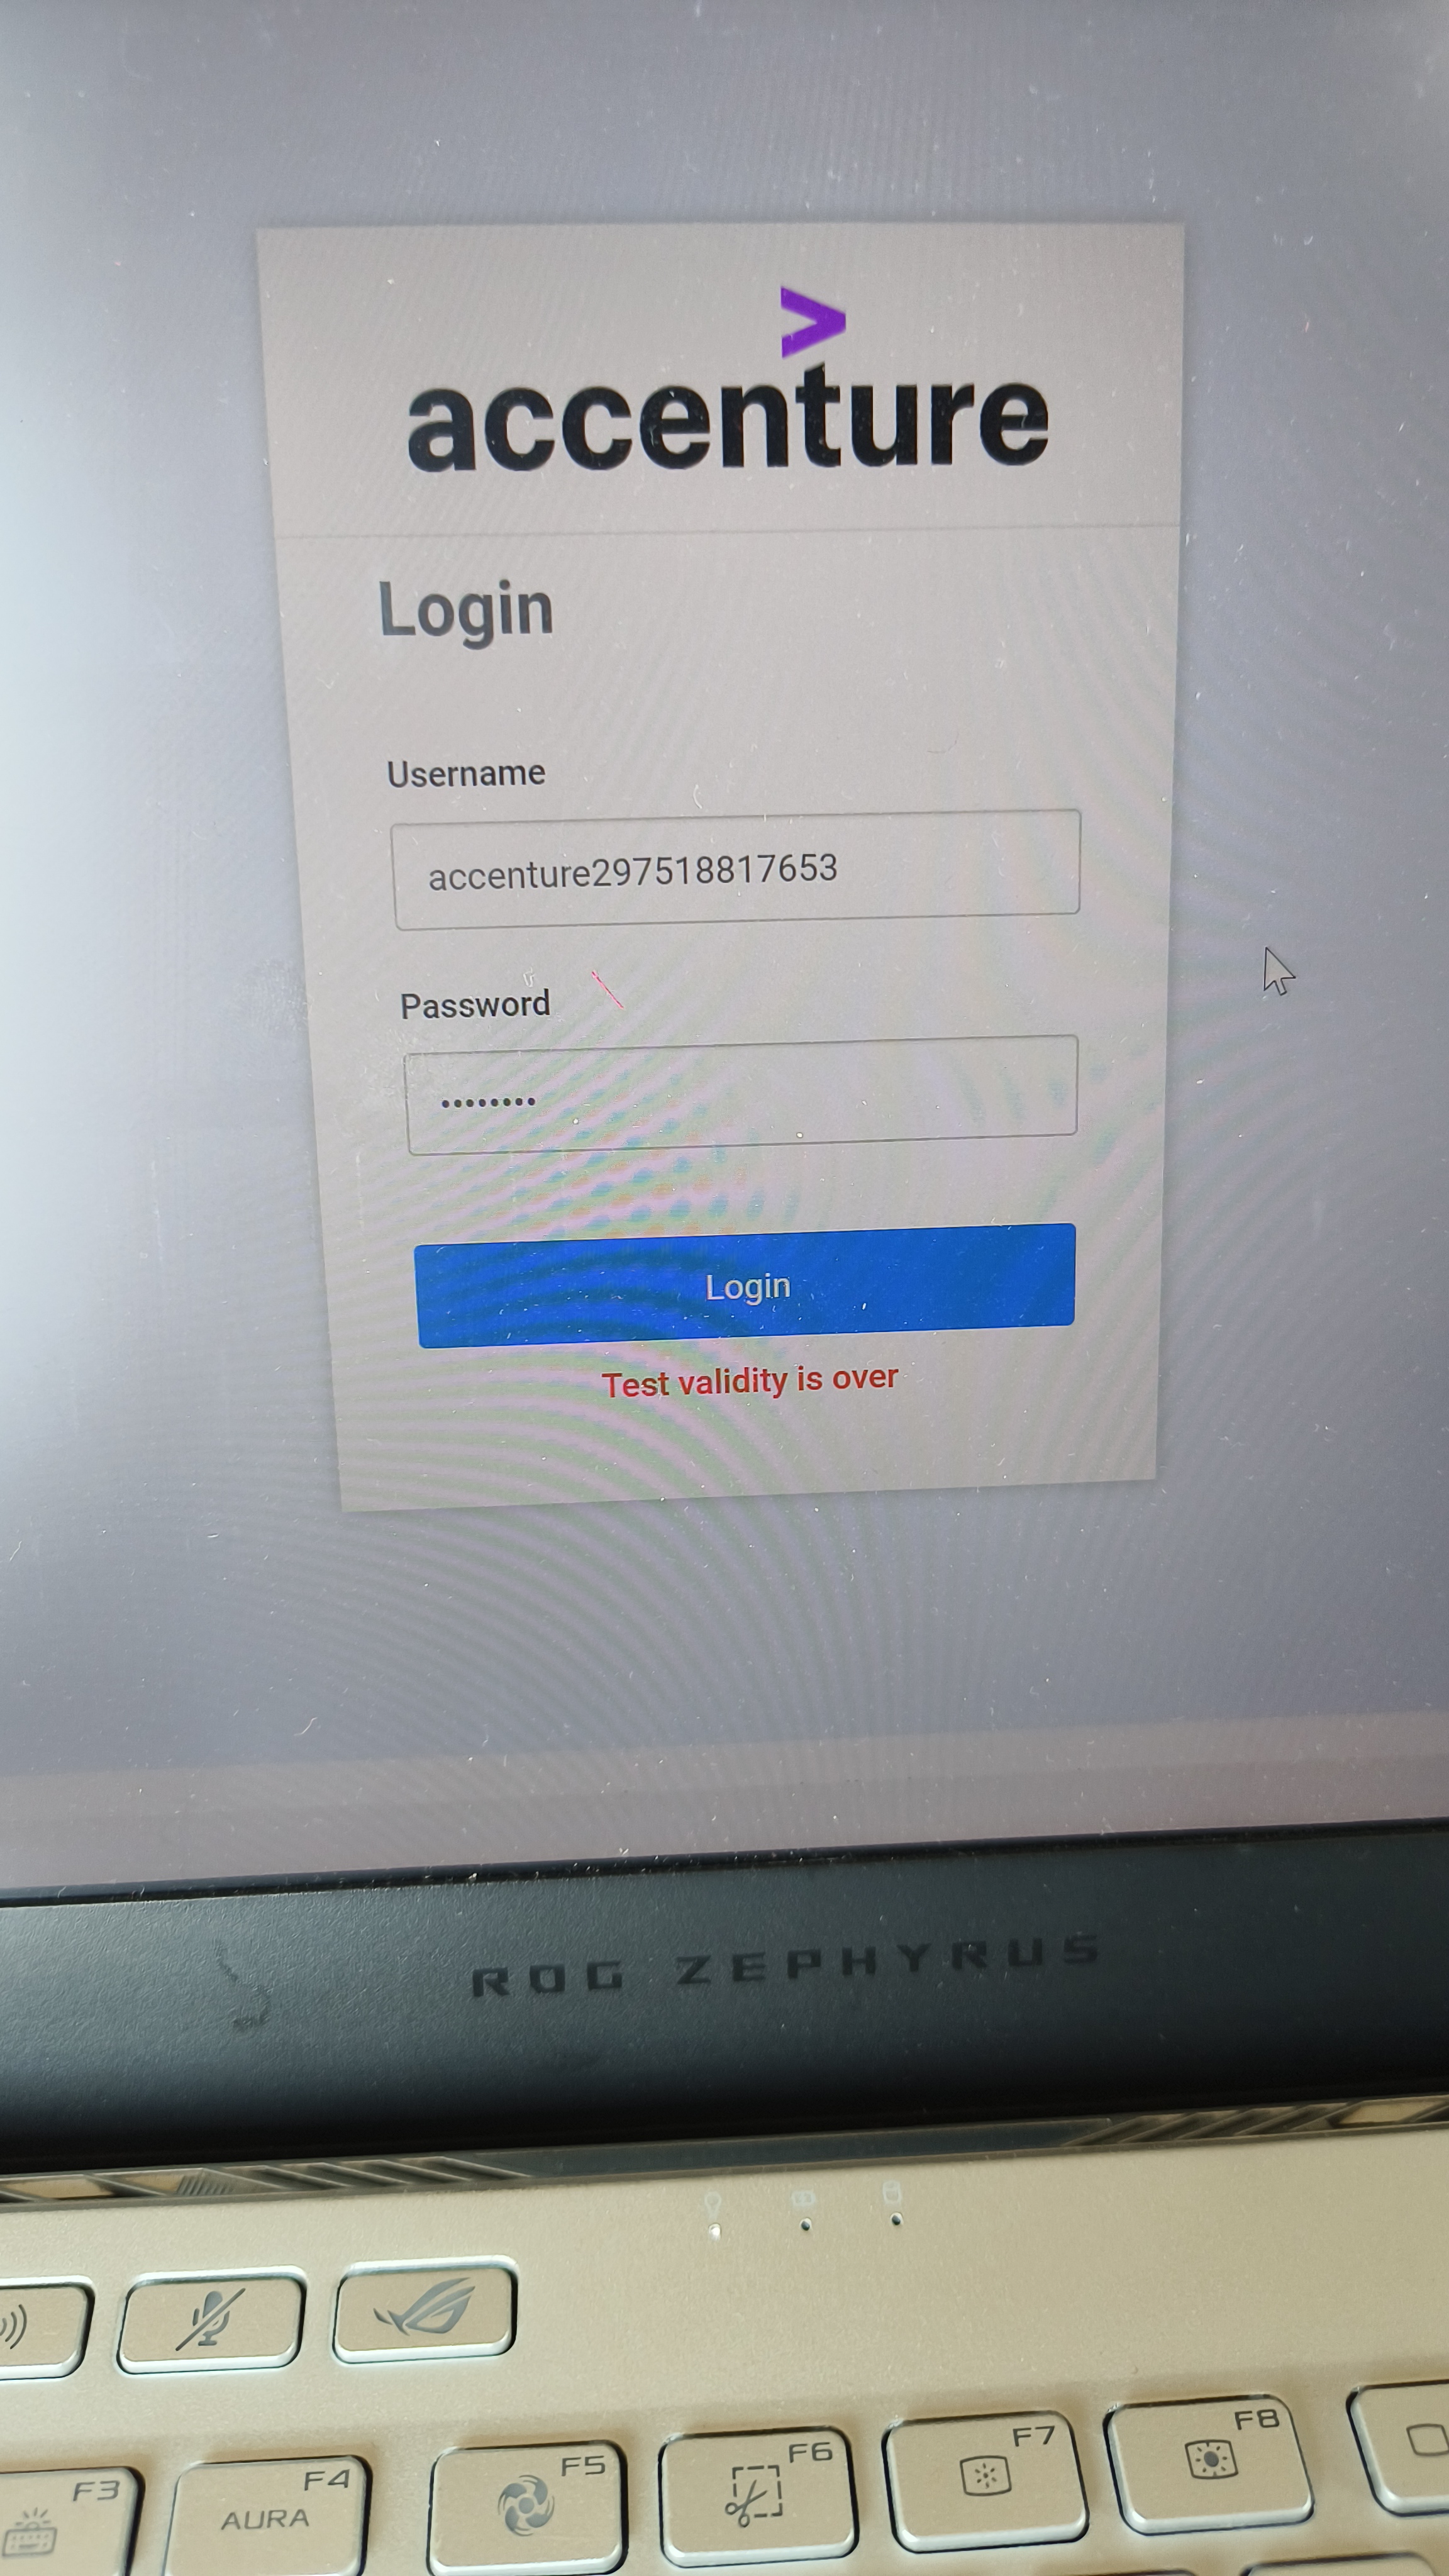 >
accenture
Login
Username
accenture297518817653
Password
••••••••
Login
Test validity is over
ROG ZEPHYRUS
F3
F4
AURA
F5
F6
F7
F8